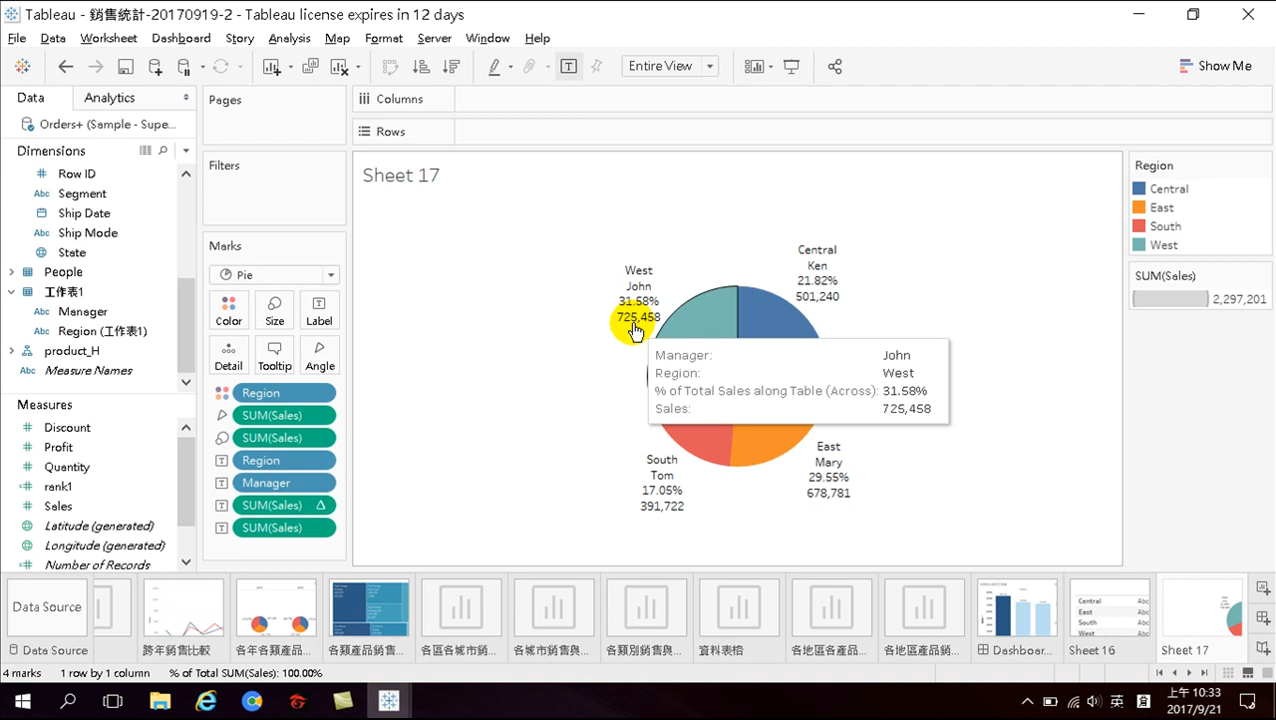 Tableau - 銷售統計-20170919-2 - Tableau license expires in 12 days
File Data Worksheet Dashboard Story Analysis Map Format Server Window Help
Entire View
Show Me
Data Analytics
Orders+ (Sample - Supe...
Dimensions
Row ID
Abc Segment
Ship Date
Abc Ship Mode
State
People
工作表1
Abc Manager
Abc Region (工作表1)
product_H
Abc Measure Names
Measures
Discount
Profit
Quantity
rank1
Sales
Latitude (generated)
Longitude (generated)
Number of Records
Pages
Filters
Marks
Pie
Color Size Label
Detail Tooltip Angle
Region
SUM(Sales)
SUM(Sales)
Region
Manager
SUM(Sales) Δ
SUM(Sales)
Columns
Rows
Sheet 17
West
John
31.58%
725,458
Central
Ken
21.82%
501,240
Manager: John
Region: West
% of Total Sales along Table (Across): 31.58%
Sales: 725,458
South
Tom
17.05%
391,722
East
Mary
29.55%
678,781
Region
Central
East
South
West
SUM(Sales)
2,297,201
Data Source
Central Abc
East Abc
South Abc
West Abc
Data Source 跨年銷售比較 各年各類產品... 各類產品銷售... 各區各城市銷... 各城市銷售與... 各類別銷售與... 資料表格 各地區各產品... 各地區產品銷... Dashboar... Sheet 16 Sheet 17
4 marks 1 row by 1 column % of Total SUM(Sales): 100.00%
英
上午 10:33
2017/9/21